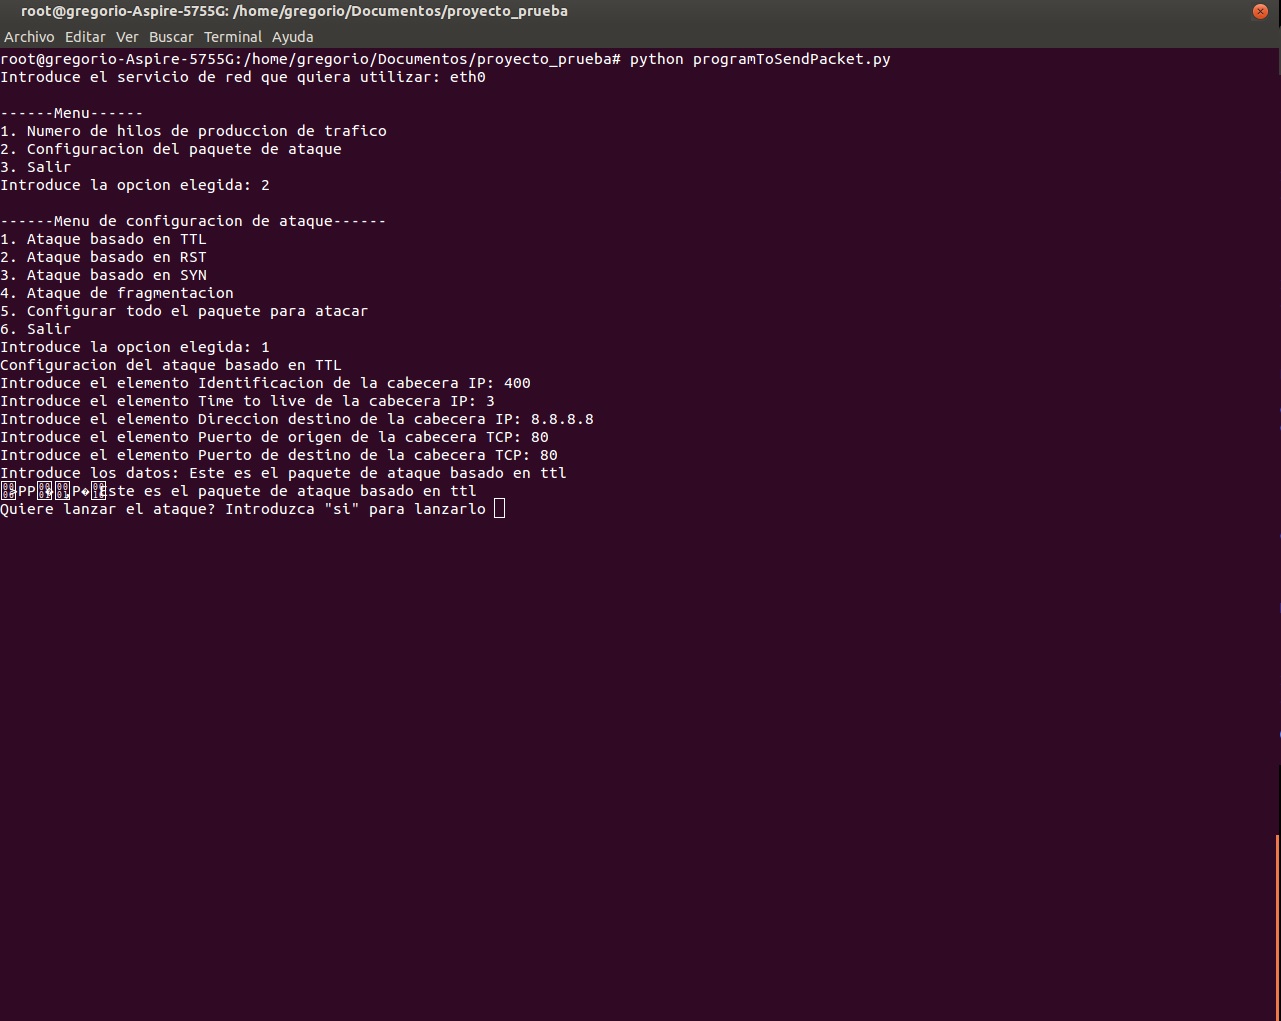 root@gregorio-Aspire-5755G: /home/gregorio/Documentos/proyecto_prueba
Archivo Editar Ver Buscar Terminal Ayuda
root@gregorio-Aspire-5755G:/home/gregorio/Documentos/proyecto_prueba# python programToSendPacket.py
Introduce el servicio de red que quiera utilizar: eth0
------Menu------
1. Numero de hilos de produccion de trafico
2. Configuracion del paquete de ataque
3. Salir
Introduce la opcion elegida: 2
------Menu de configuracion de ataque------
1. Ataque basado en TTL
2. Ataque basado en RST
3. Ataque basado en SYN
4. Ataque de fragmentacion
5. Configurar todo el paquete para atacar
6. Salir
Introduce la opcion elegida: 1
Configuracion del ataque basado en TTL
Introduce el elemento Identificacion de la cabecera IP: 400
Introduce el elemento Time to live de la cabecera IP: 3
Introduce el elemento Direccion destino de la cabecera IP: 8.8.8.8
Introduce el elemento Puerto de origen de la cabecera TCP: 80
Introduce el elemento Puerto de destino de la cabecera TCP: 80
Introduce los datos: Este es el paquete de ataque basado en ttl
Este es el paquete de ataque basado en ttl
Quiere lanzar el ataque? Introduzca "si" para lanzarlo